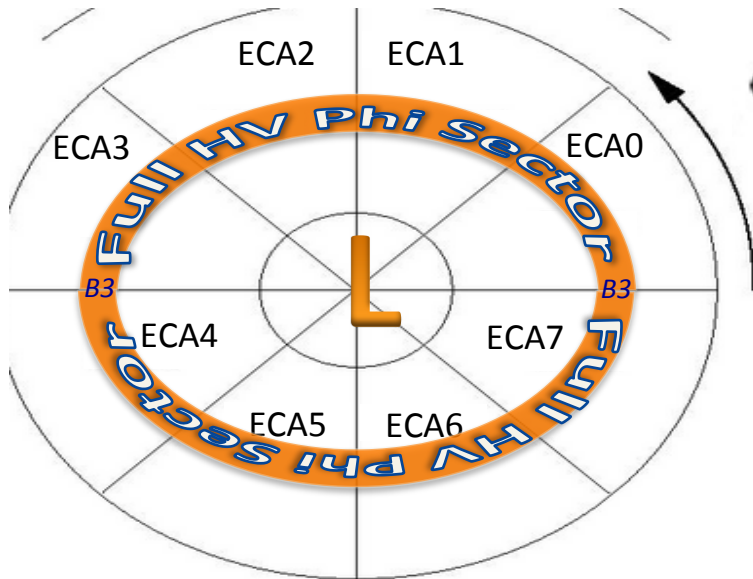 ECA2 ECA1
Full HV Phi Sector
ECA3 ECA0
L
B3 B3
ECA4 ECA7
ECA5 ECA6
Full HV Phi Sector